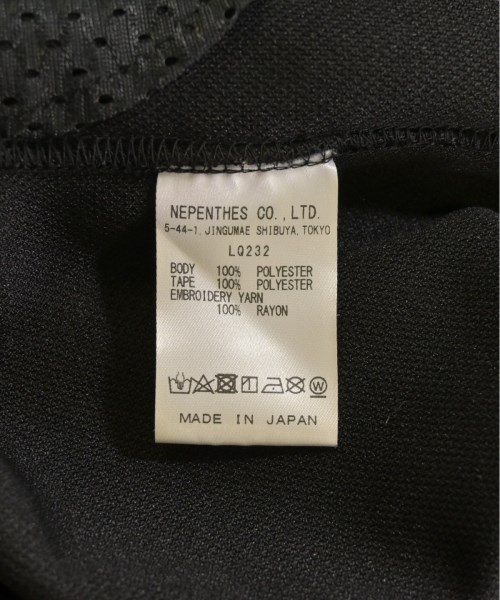 NEPENTHES CO., LTD.
5-44-1, JINGUMAE SHIBUYA, TOKYO
LQ232
BODY 100% POLYESTER
TAPE 100% POLYESTER
EMBROIDERY YARN
100% RAYON
W
MADE IN JAPAN